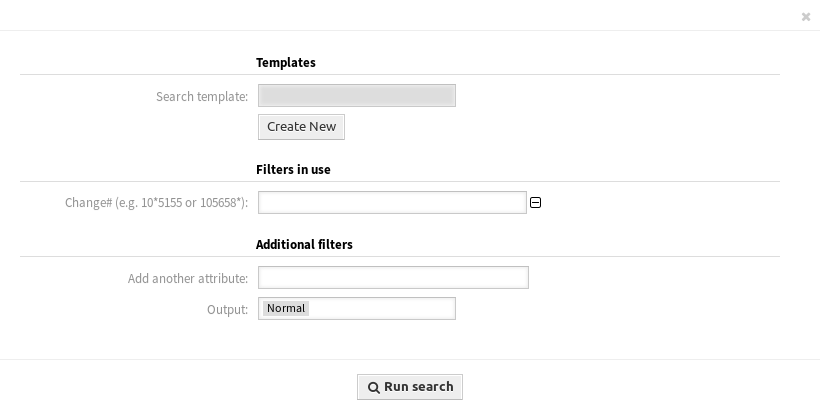 Templates
Search template:
Create New
Filters in use
Change# (e.g. 10*5155 or 105658*):
Additional filters
Add another attribute:
Output: Normal
Run search